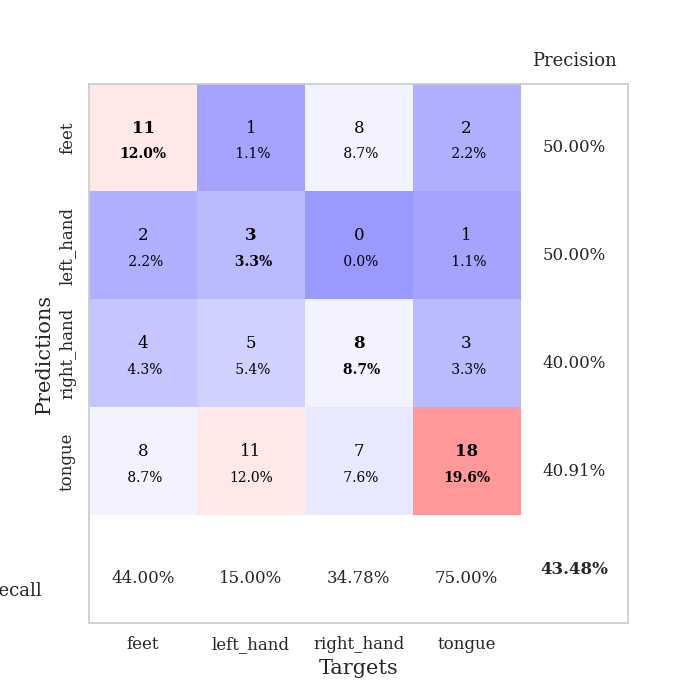 Precision
feet 11 1 8 2
12.0% 1.1% 8.7% 2.2% 50.00%
left_hand 2 3 0 1
2.2% 3.3% 0.0% 1.1% 50.00%
Predictions
right_hand 4 5 8 3
4.3% 5.4% 8.7% 3.3% 40.00%
tongue 8 11 7 18
8.7% 12.0% 7.6% 19.6% 40.91%
ecall 44.00% 15.00% 34.78% 75.00% 43.48%
feet left_hand right_hand tongue
Targets